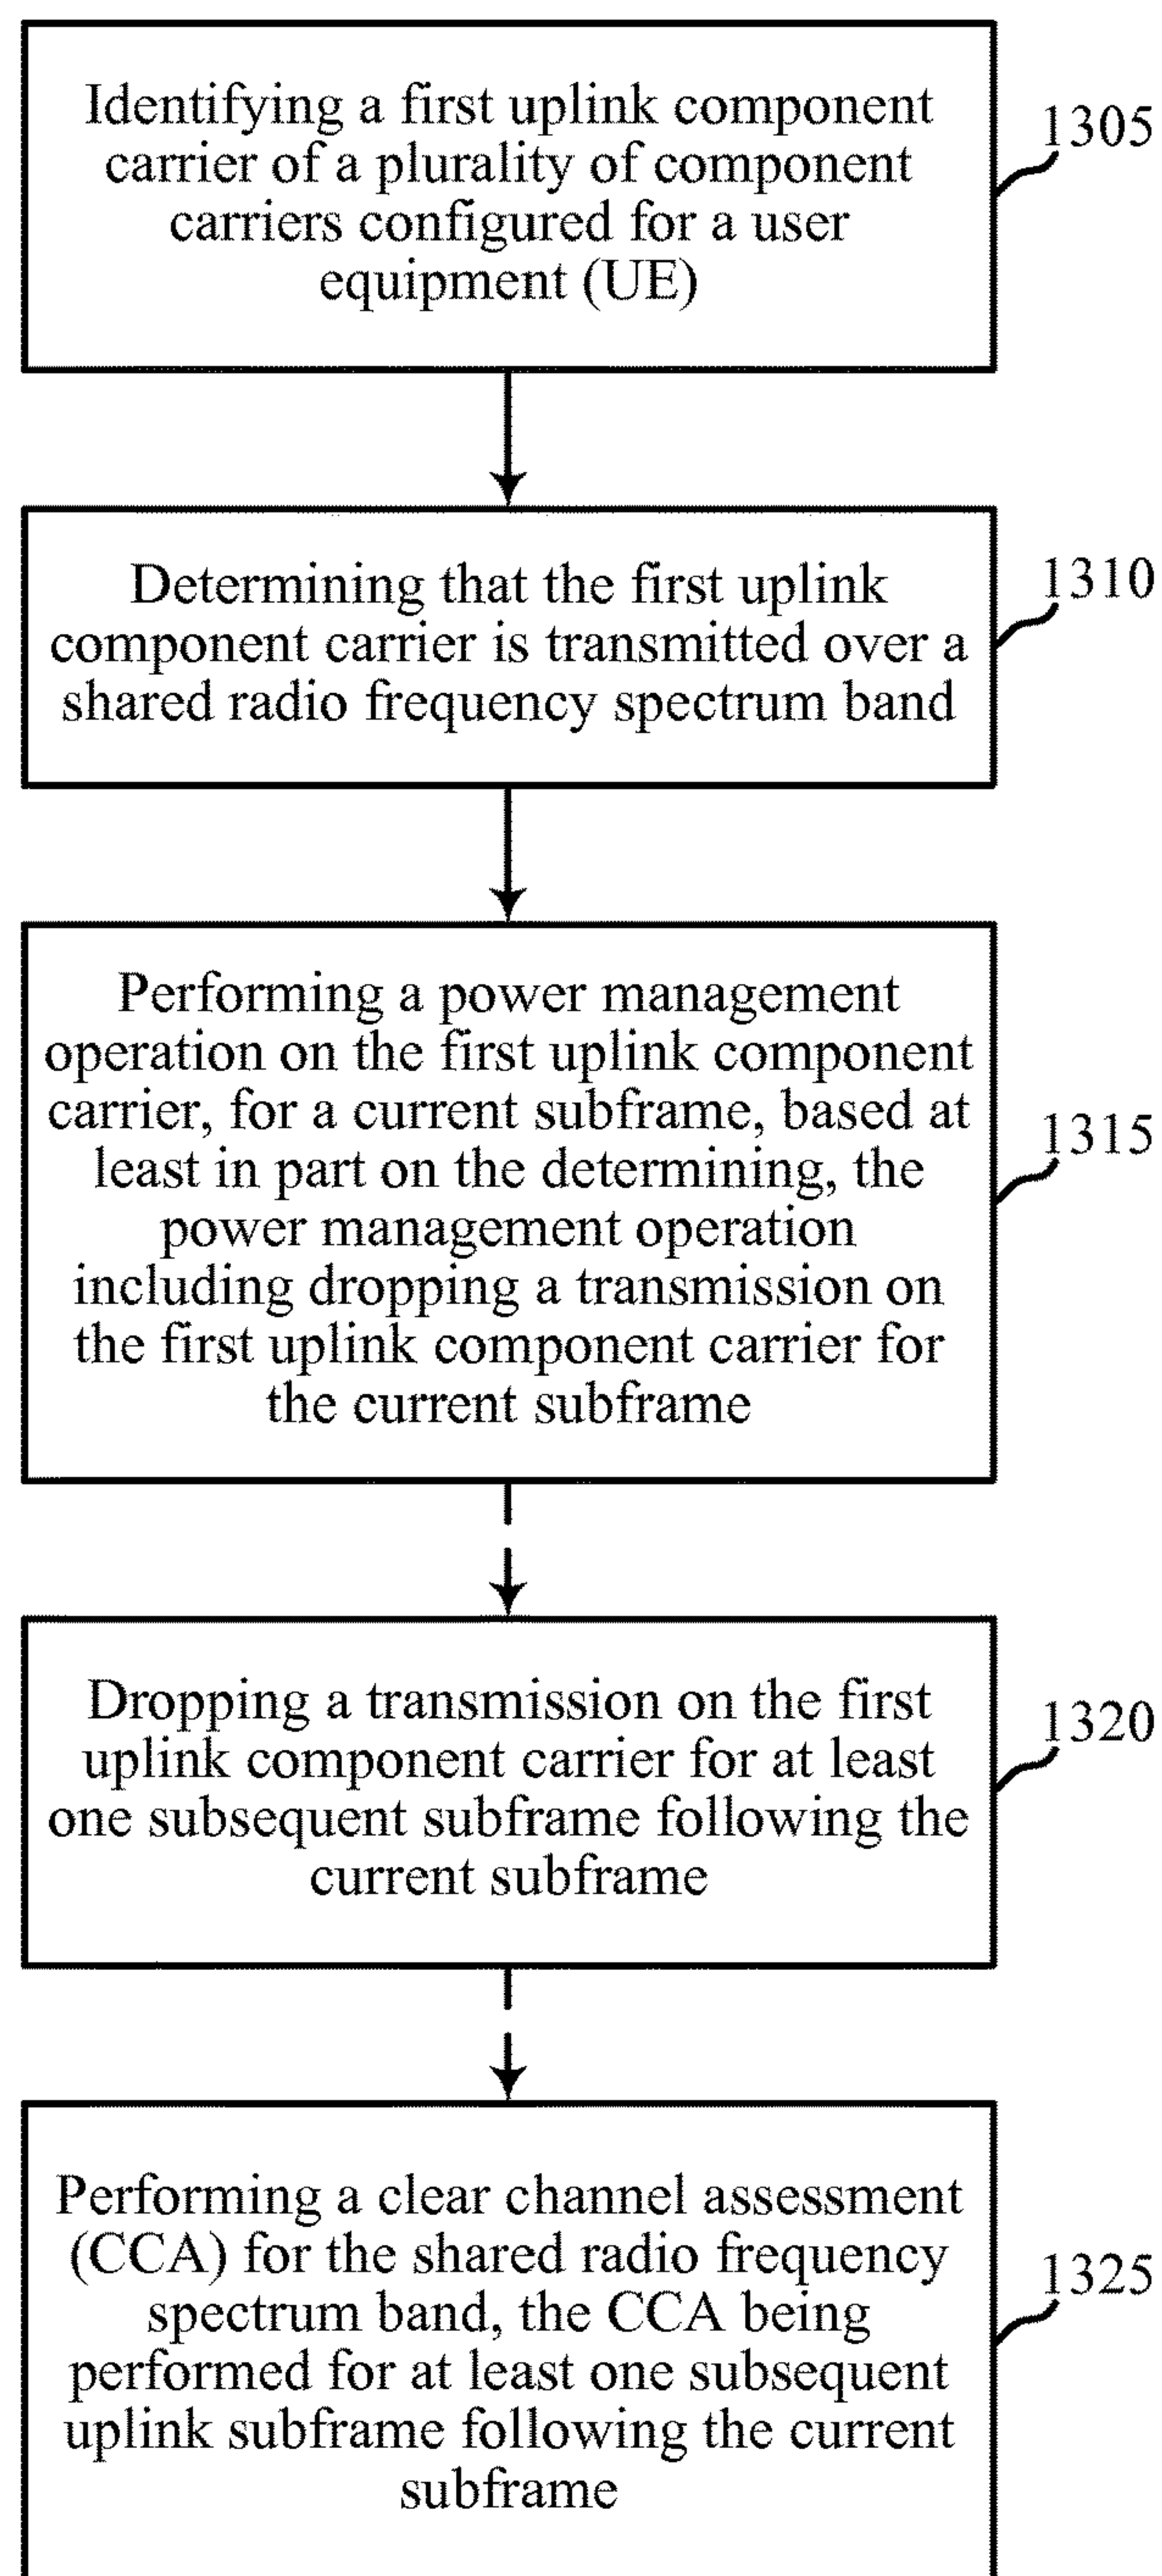 Identifying a first uplink component
carrier of a plurality of component
carriers configured for a user
equipment (UE)
1305
Determining that the first uplink
component carrier is transmitted over a
shared radio frequency spectrum band
1310
Performing a power management
operation on the first uplink component
carrier, for a current subframe, based at
least in part on the determining, the
power management operation
including dropping a transmission on
the first uplink component carrier for
the current subframe
1315
Dropping a transmission on the first
uplink component carrier for at least
one subsequent subframe following the
current subframe
1320
Performing a clear channel assessment
(CCA) for the shared radio frequency
spectrum band, the CCA being
performed for at least one subsequent
uplink subframe following the current
subframe
1325